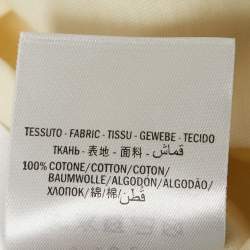 TESSUTO · FABRIC · TISSU · GEWEBE · TECIDO
ТКАНЬ · 表地 · 面料 · قماش
100% COTONE/COTTON/COTON/
BAUMWOLLE/ALGODÓN/ALGODÃO/
ХЛОПОК/綿/棉/قطن